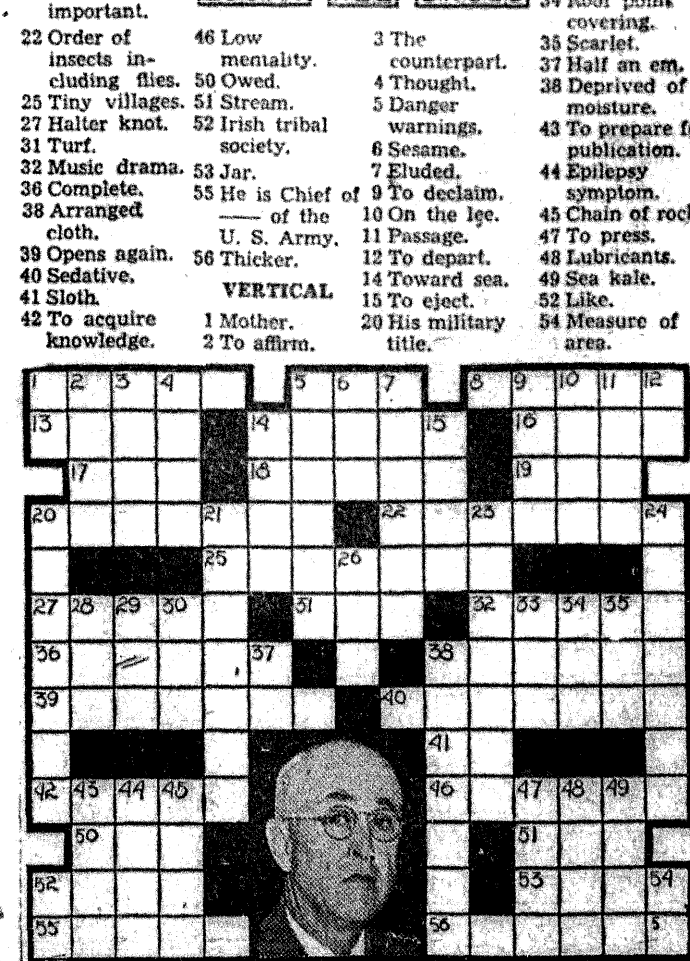 important.
22 Order of
insects in-
cluding flies.
25 Tiny villages.
27 Halter knot.
31 Turf.
32 Music drama.
36 Complete.
38 Arranged
cloth.
39 Opens again.
40 Sedative.
41 Sloth.
42 To acquire
knowledge.
46 Low
mentality.
50 Owed.
51 Stream.
52 Irish tribal
society.
53 Jar.
55 He is Chief of
—— of the
U. S. Army.
56 Thicker.
VERTICAL
1 Mother.
2 To affirm.
3 The
counterpart.
4 Thought.
5 Danger
warnings.
6 Sesame.
7 Eluded.
9 To declaim.
10 On the lee.
11 Passage.
12 To depart.
14 Toward sea.
15 To eject.
20 His military
title.
34 Roof point
covering.
35 Scarlet.
37 Half an em.
38 Deprived of
moisture.
43 To prepare f
publication.
44 Epilepsy
symptom.
45 Chain of rock
47 To press.
48 Lubricants.
49 Sea kale.
52 Like.
54 Measure of
area.
1 2 3 4 5 6 7 8 9 10 11 12
13 14 15 16
17 18 19
20 21 22 23 24
25 26
27 28 29 30 31 32 33 34 35
36 37 38
39 40
41
42 43 44 45 46 47 48 49
50 51
52 53 54
55 56 5